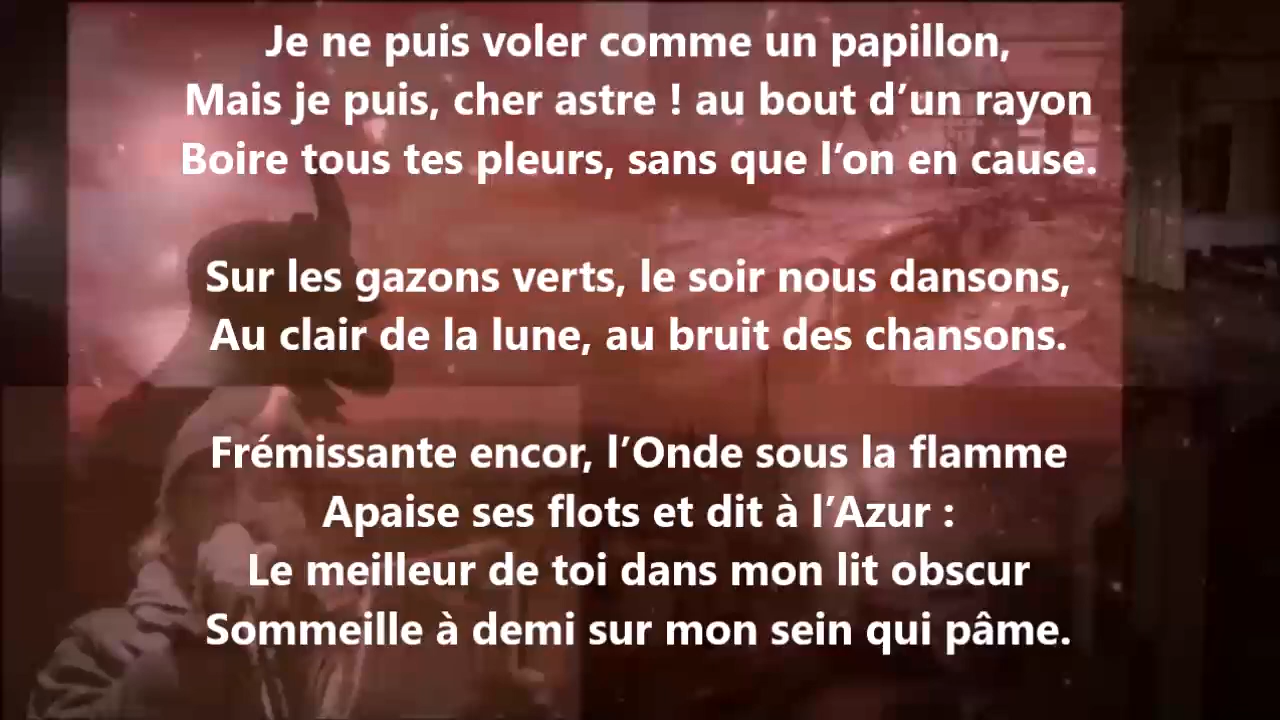 Je ne puis voler comme un papillon,
Mais je puis, cher astre ! au bout d’un rayon
Boire tous tes pleurs, sans que l’on en cause.
Sur les gazons verts, le soir nous dansons,
Au clair de la lune, au bruit des chansons.
Frémissante encor, l’Onde sous la flamme
Apaise ses flots et dit à l’Azur :
Le meilleur de toi dans mon lit obscur
Sommeille à demi sur mon sein qui pâme.